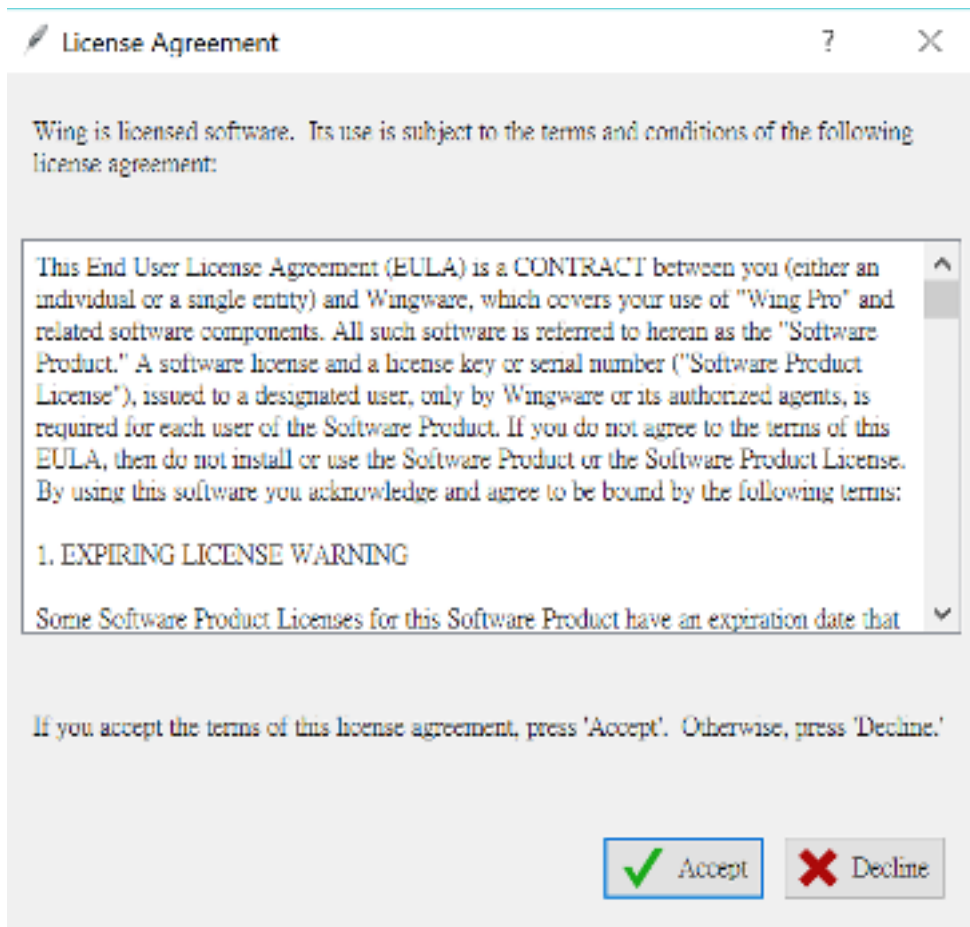 License Agreement ?
Wing is licensed software. Its use is subject to the terms and conditions of the following
license agreement:
This End User License Agreement (EULA) is a CONTRACT between you (either an
individual or a single entity) and Wingware, which covers your use of "Wing Pro" and
related software components. All such software is referred to herein as the "Software
Product." A software license and a license key or serial number ("Software Product
License"), issued to a designated user, only by Wingware or its authorized agents, is
required for each user of the Software Product. If you do not agree to the terms of this
EULA, then do not install or use the Software Product or the Software Product License.
By using this software you acknowledge and agree to be bound by the following terms:
1. EXPIRING LICENSE WARNING
Some Software Product Licenses for this Software Product have an expiration date that
If you accept the terms of this license agreement, press 'Accept'. Otherwise, press 'Decline.'
Accept Decline